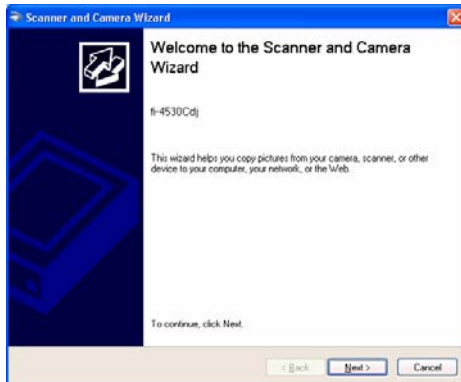 Scanner and Camera Wizard
Welcome to the Scanner and Camera
Wizard
fi-4530Cdj
This wizard helps you copy pictures from your camera, scanner, or other
device to your computer, your network, or the Web.
To continue, click Next.
< Back Next > Cancel